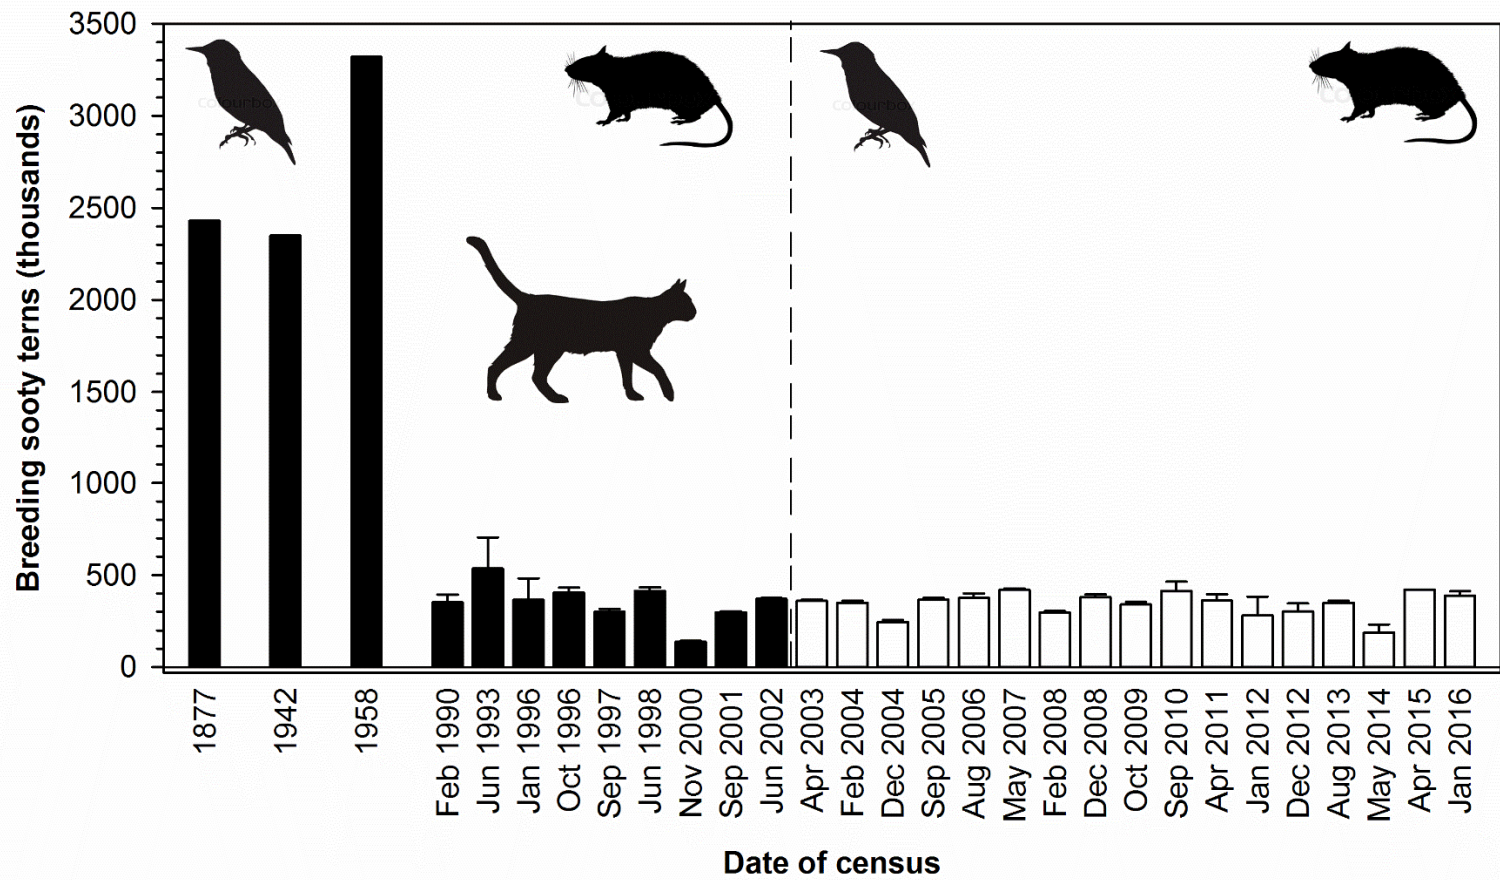 3500
3000
2500
2000
1500
1000
500
0
Breeding sooty terns (thousands)
colourbox
colourbox
1877
1942
1958
Feb 1990
Jun 1993
Jan 1996
Oct 1996
Sep 1997
Jun 1998
Nov 2000
Sep 2001
Jun 2002
Apr 2003
Feb 2004
Dec 2004
Sep 2005
Aug 2006
May 2007
Feb 2008
Dec 2008
Oct 2009
Sep 2010
Apr 2011
Jan 2012
Dec 2012
Aug 2013
May 2014
Apr 2015
Jan 2016
Date of census